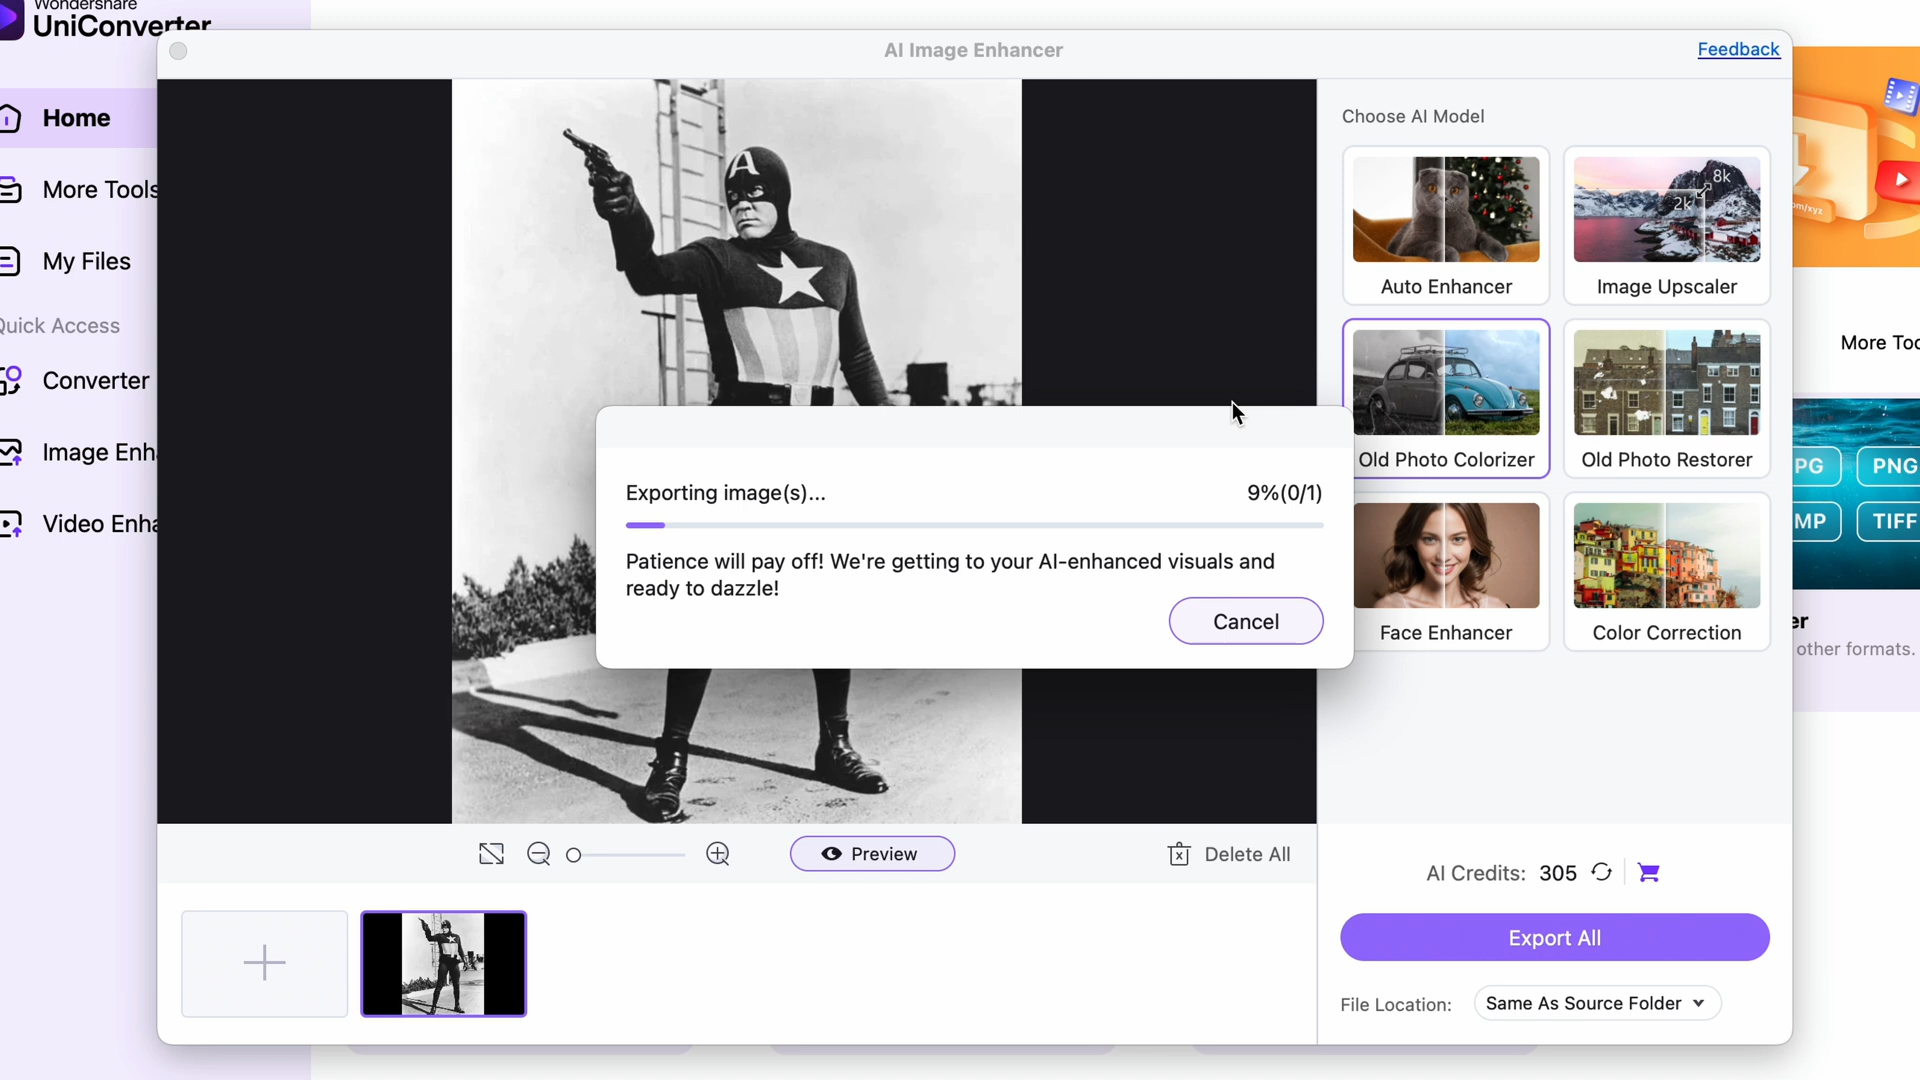 Wondershare
UniConverter
Home
More Tools
My Files
Quick Access
Converter
Image Enh
Video Enha
AI Image Enhancer
Feedback
A
Exporting image(s)...
9%(0/1)
Patience will pay off! We're getting to your AI-enhanced visuals and
ready to dazzle!
Cancel
Preview
Delete All
Choose AI Model
8k
2k
Auto Enhancer
Image Upscaler
Old Photo Colorizer
Old Photo Restorer
Face Enhancer
Color Correction
AI Credits: 305
Export All
File Location:
Same As Source Folder
om/xyz
More Too
PG
PNG
MP
TIFF
er
other formats.